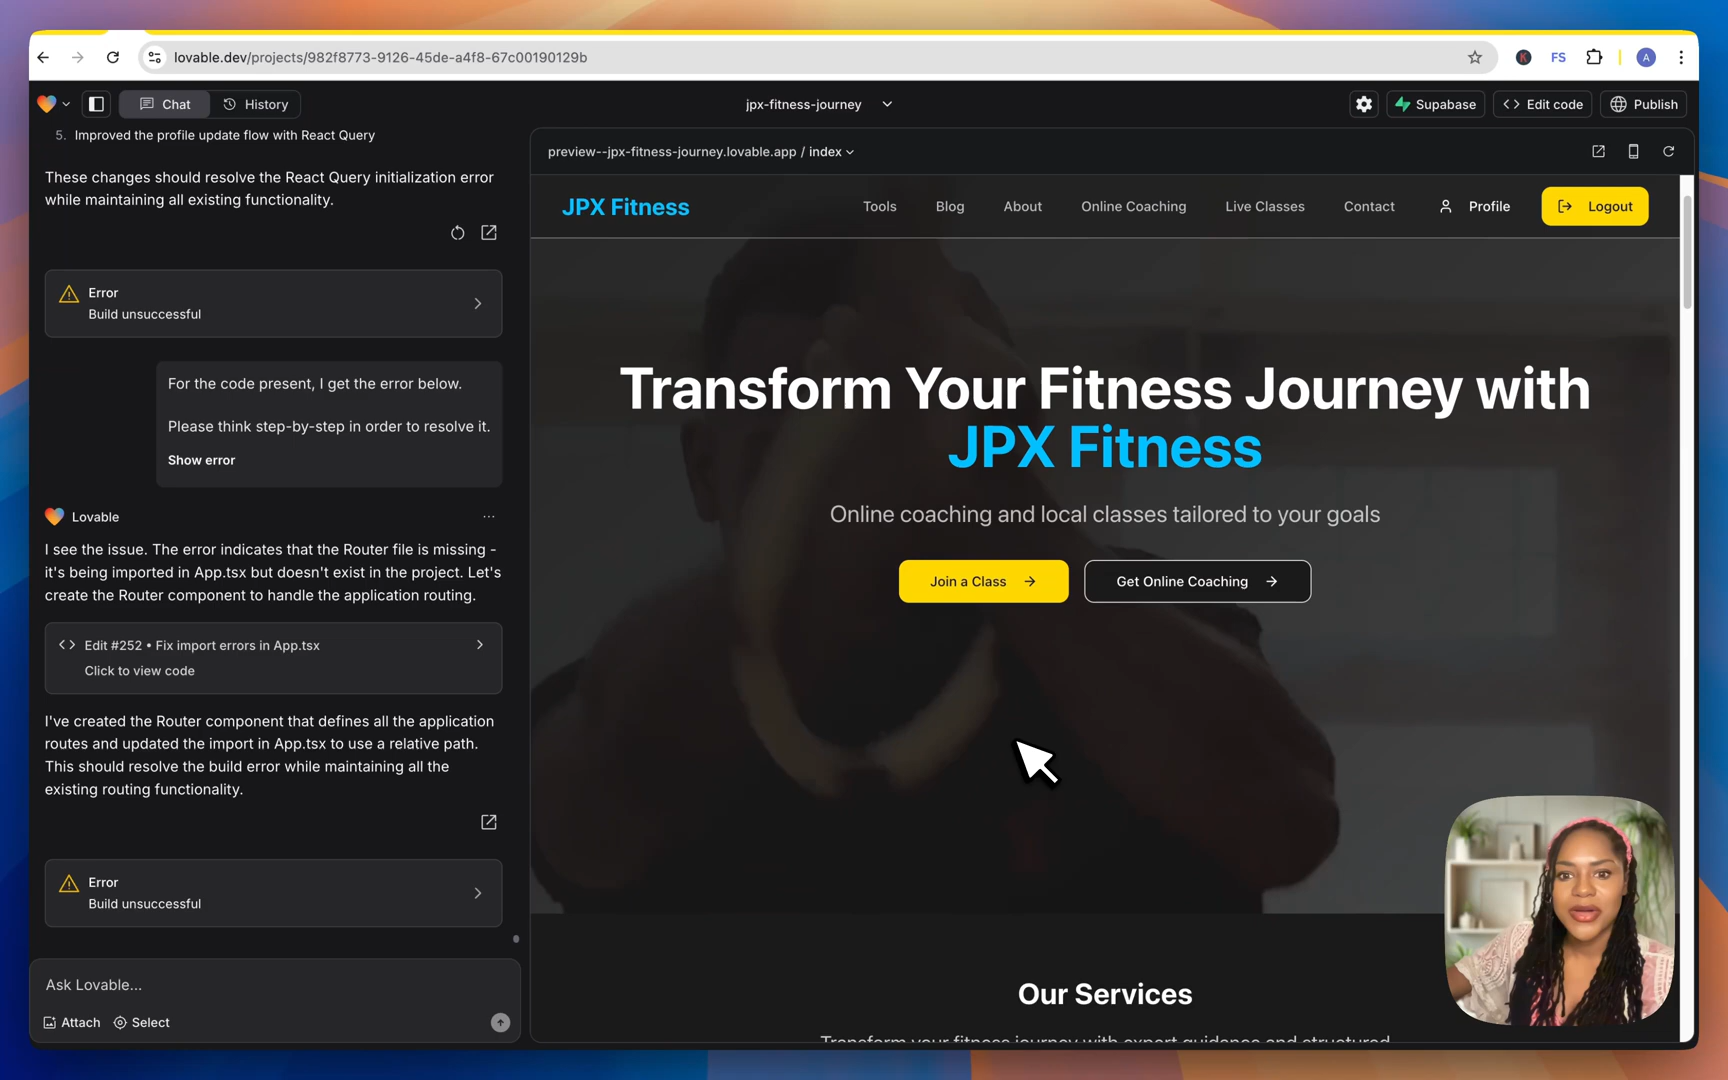 lovable.dev/projects/982f8773-9126-45de-a4f8-67c00190129b
FS
A
Chat
History
jpx-fitness-journey
Supabase
Edit code
Publish
5. Improved the profile update flow with React Query
These changes should resolve the React Query initialization error
while maintaining all existing functionality.
Error
Build unsuccessful
For the code present, I get the error below.
Please think step-by-step in order to resolve it.
Show error
Lovable
I see the issue. The error indicates that the Router file is missing -
it's being imported in App.tsx but doesn't exist in the project. Let's
create the Router component to handle the application routing.
Edit #252 • Fix import errors in App.tsx
Click to view code
I've created the Router component that defines all the application
routes and updated the import in App.tsx to use a relative path.
This should resolve the build error while maintaining all the
existing routing functionality.
Error
Build unsuccessful
Ask Lovable...
Attach
Select
preview--jpx-fitness-journey.lovable.app / index
JPX Fitness
Tools
Blog
About
Online Coaching
Live Classes
Contact
Profile
Logout
Transform Your Fitness Journey with
JPX Fitness
Online coaching and local classes tailored to your goals
Join a Class
Get Online Coaching
Our Services
Transform your fitness journey with expert guidance and structured